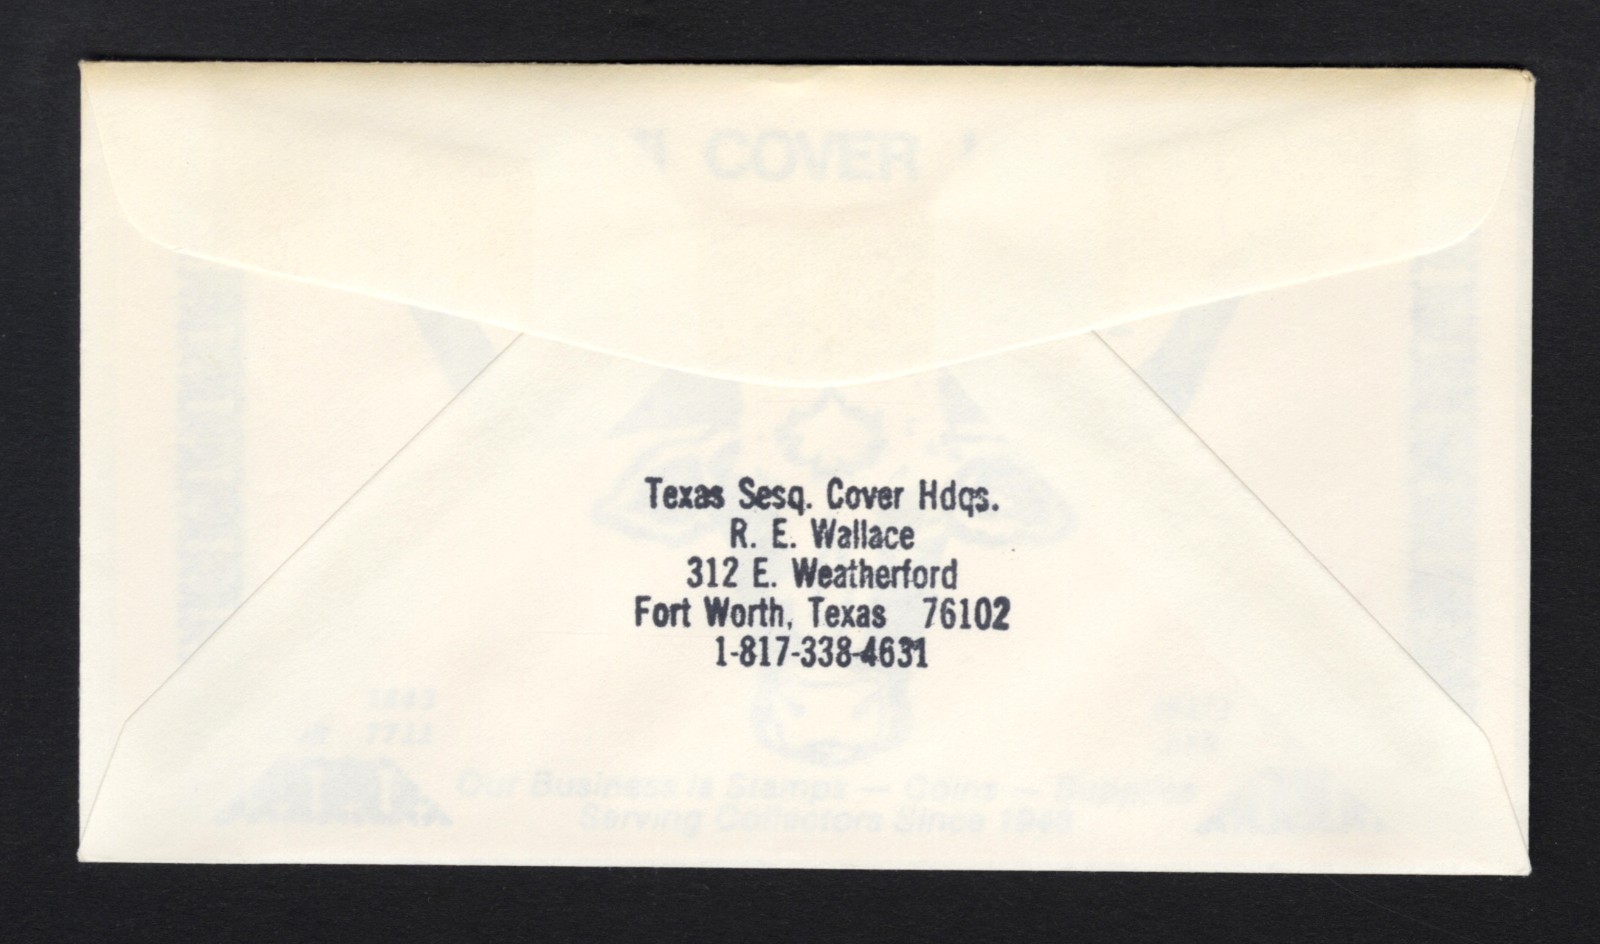 COVER
Texas Sesq. Cover Hdqs.
R. E. Wallace
312 E. Weatherford
Fort Worth, Texas 76102
1-817-338-4631
Our Business is Stamps — Coins — Supplies
Serving Collectors Since 1948